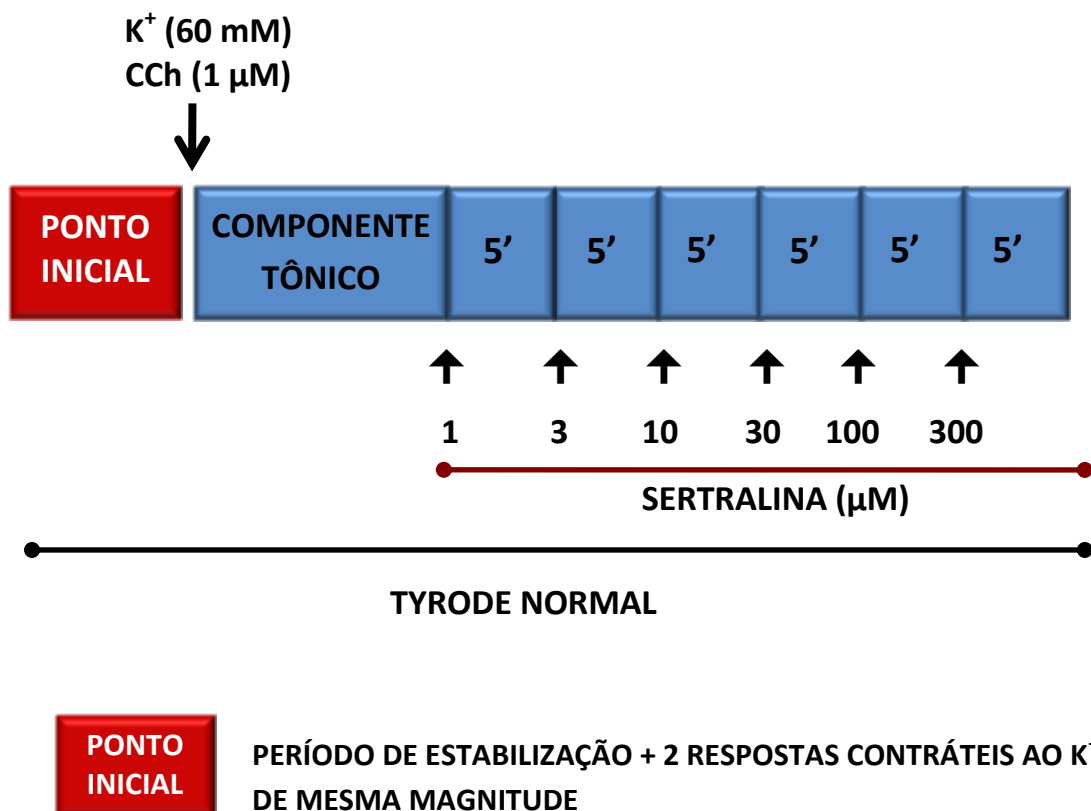 K⁺ (60 mM)
CCh (1 µM)
PONTO INICIAL
COMPONENTE TÔNICO
5’ 5’ 5’ 5’ 5’ 5’
1 3 10 30 100 300
SERTRALINA (µM)
TYRODE NORMAL
PONTO INICIAL
PERÍODO DE ESTABILIZAÇÃO + 2 RESPOSTAS CONTRÁTEIS AO K⁺
DE MESMA MAGNITUDE